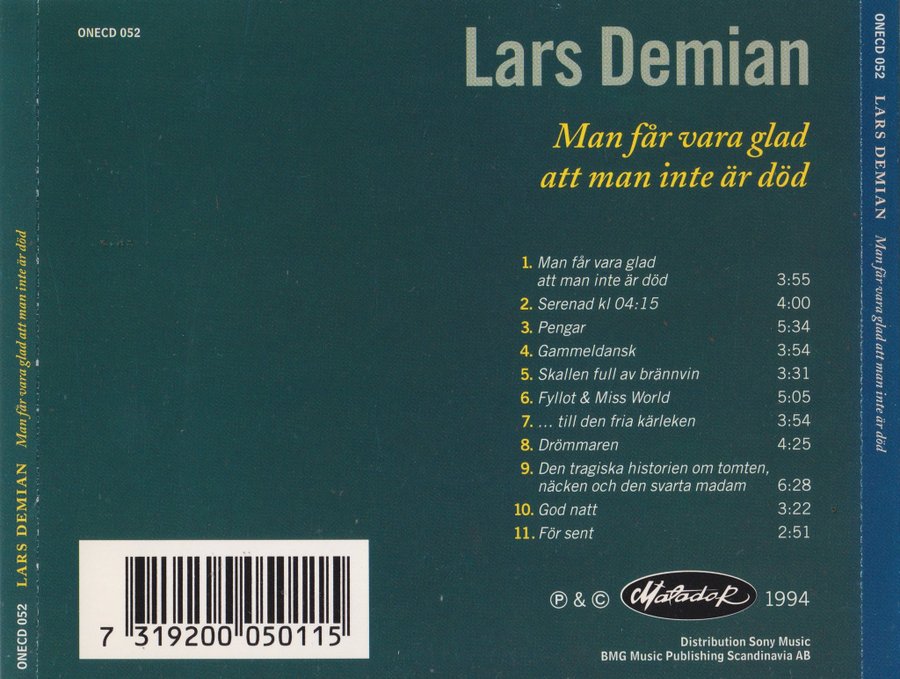 ONECD 052
Lars Demian
Man får vara glad
att man inte är död
1. Man får vara glad
att man inte är död 3:55
2. Serenad kl 04:15 4:00
3. Pengar 5:34
4. Gammeldansk 3:54
5. Skallen full av brännvin 3:31
6. Fyllot & Miss World 5:05
7. ... till den fria kärleken 3:54
8. Drömmaren 4:25
9. Den tragiska historien om tomten,
näcken och den svarta madam 6:28
10. God natt 3:22
11. För sent 2:51
7 319200 050115
Ⓟ & © Matador 1994
Distribution Sony Music
BMG Music Publishing Scandinavia AB
ONECD 052 LARS DEMIAN Man får vara glad att man inte är död
ONECD 052 LARS DEMIAN Man får vara glad att man inte är död